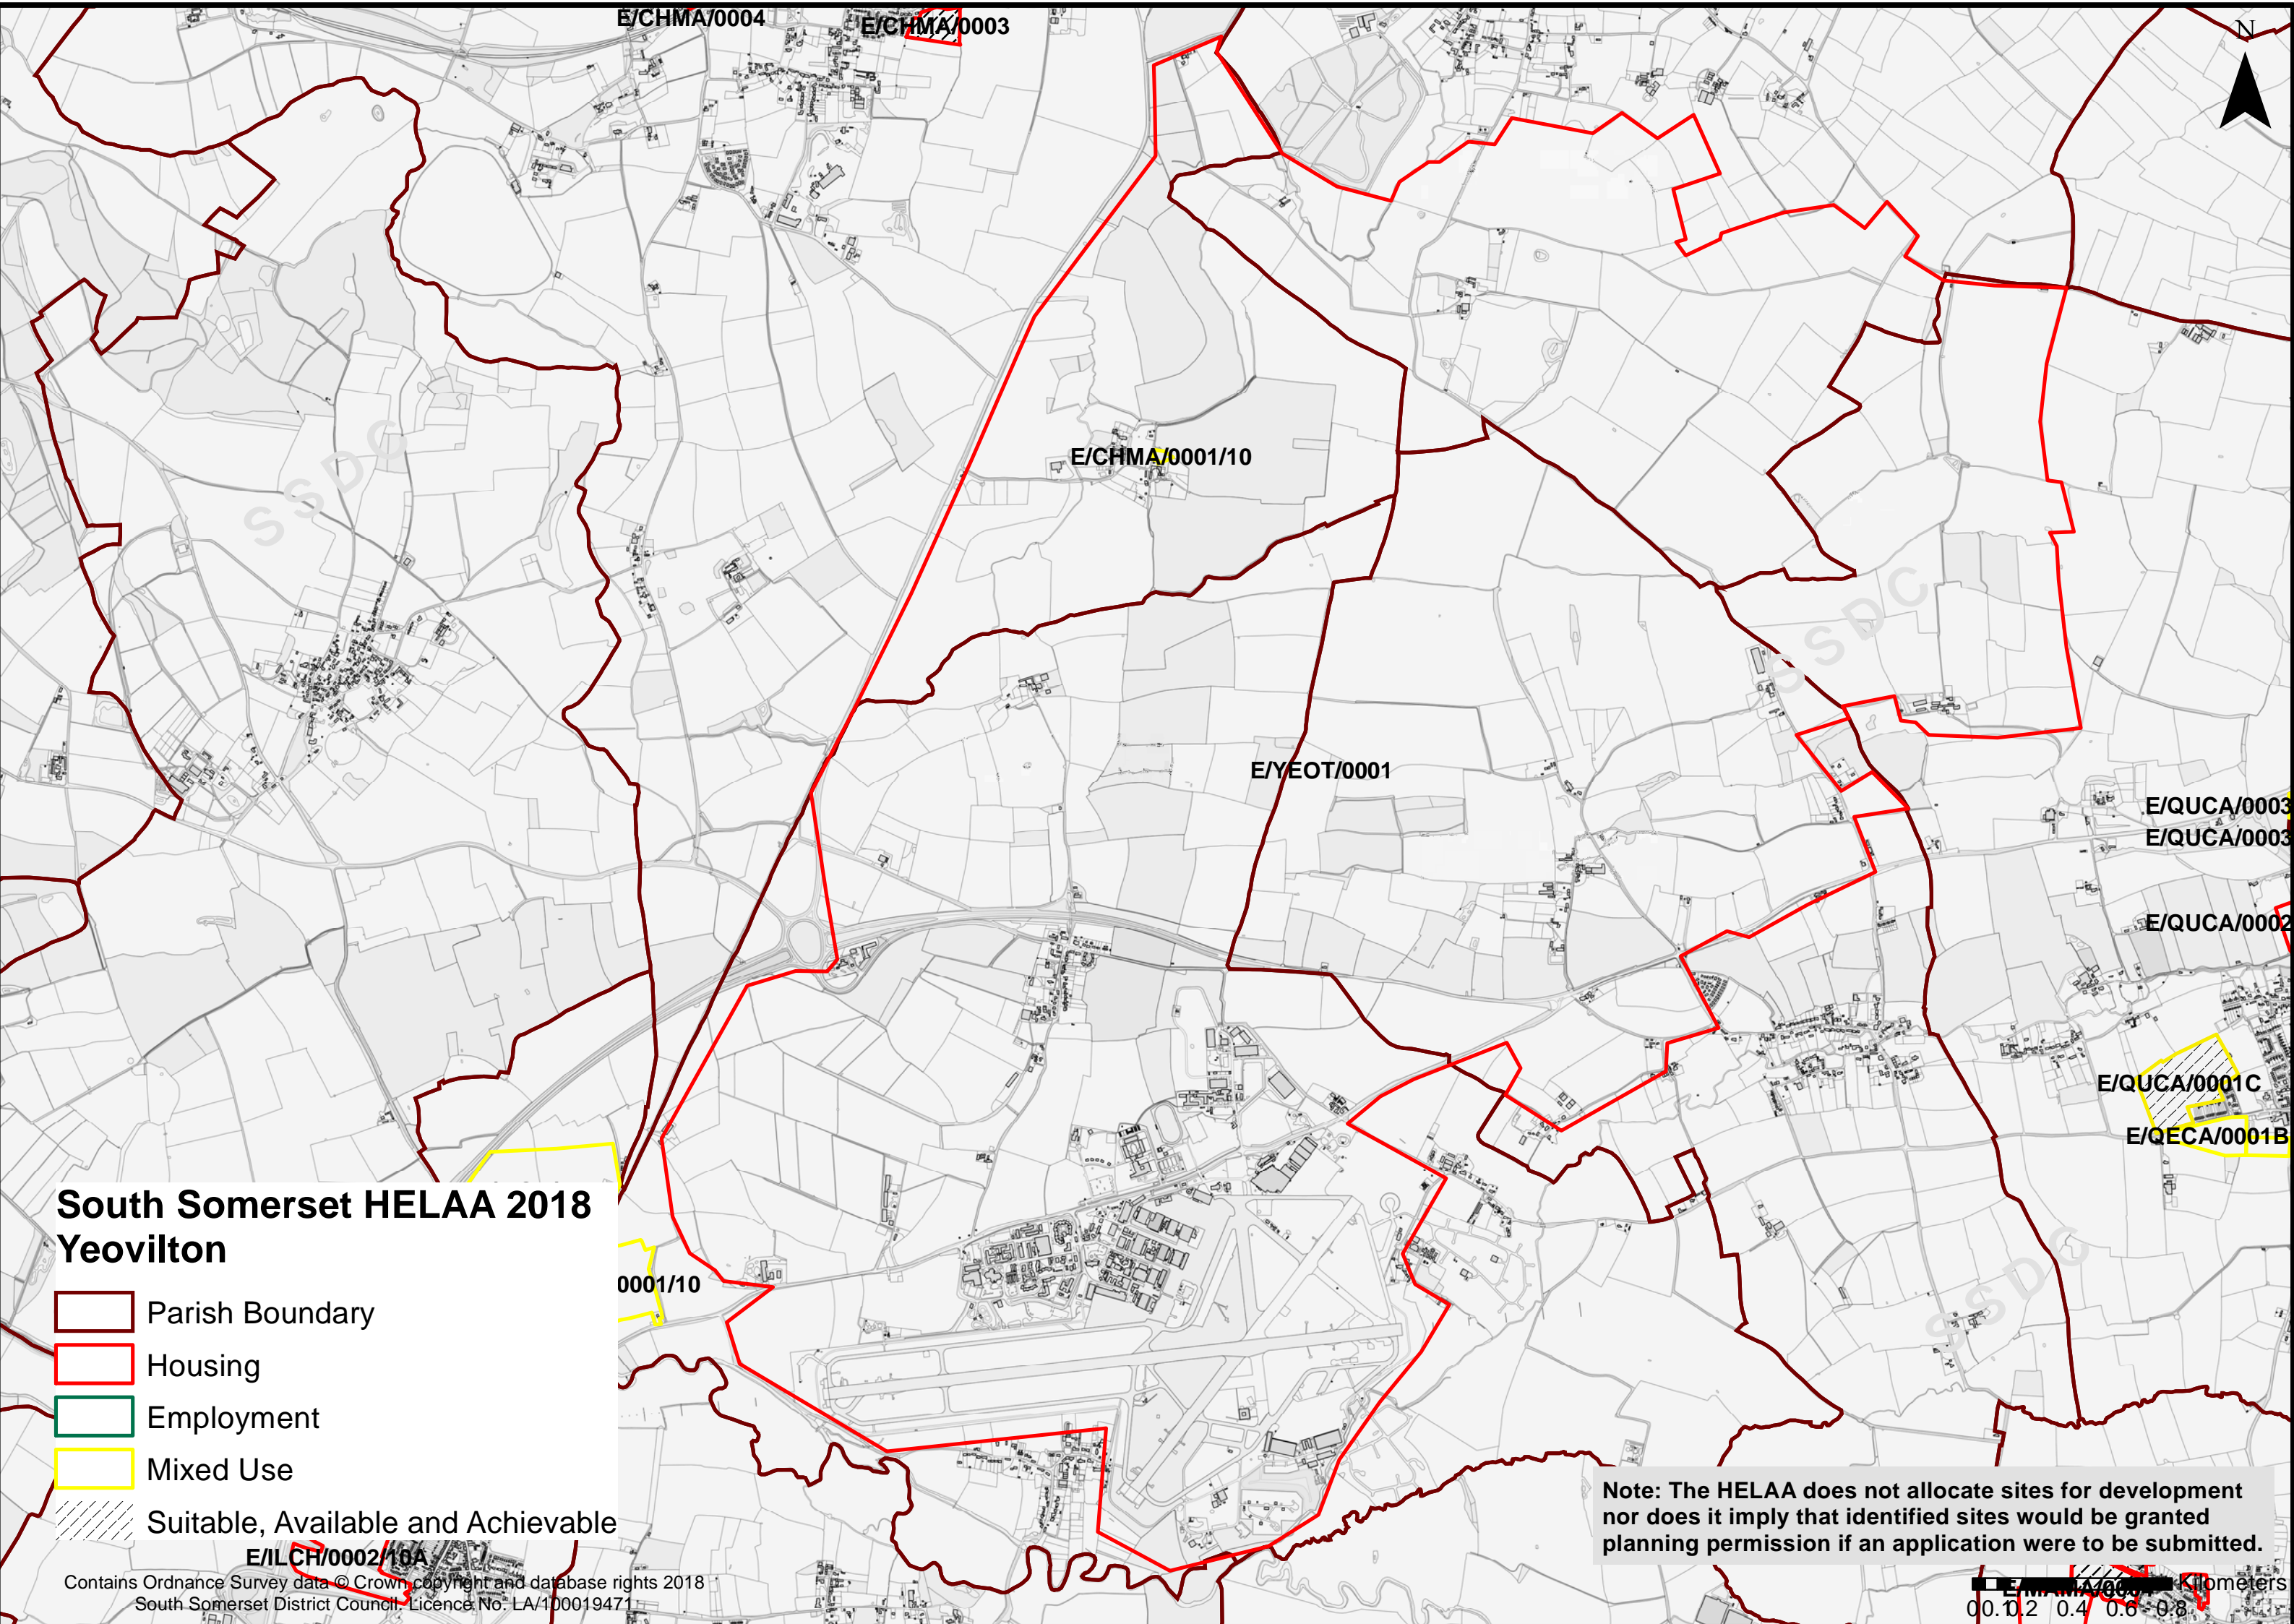 E/CHMA/0004
E/CHMA/0003
N
E/CHMA/0001/10
SSDC
SSDC
E/YEOT/0001
E/QUCA/0003
E/QUCA/0003
E/QUCA/0002
E/QUCA/0001C
E/QECA/0001B
South Somerset HELAA 2018
Yeovilton
0001/10
Parish Boundary
Housing
Employment
Mixed Use
Suitable, Available and Achievable
SSDC
Note: The HELAA does not allocate sites for development
nor does it imply that identified sites would be granted
planning permission if an application were to be submitted.
E/ILCH/0002/10A
Contains Ordnance Survey data © Crown copyright and database rights 2018
South Somerset District Council. Licence No. LA/100019471
Kilometers
0 0.1 0.2 0.4 0.6 0.8